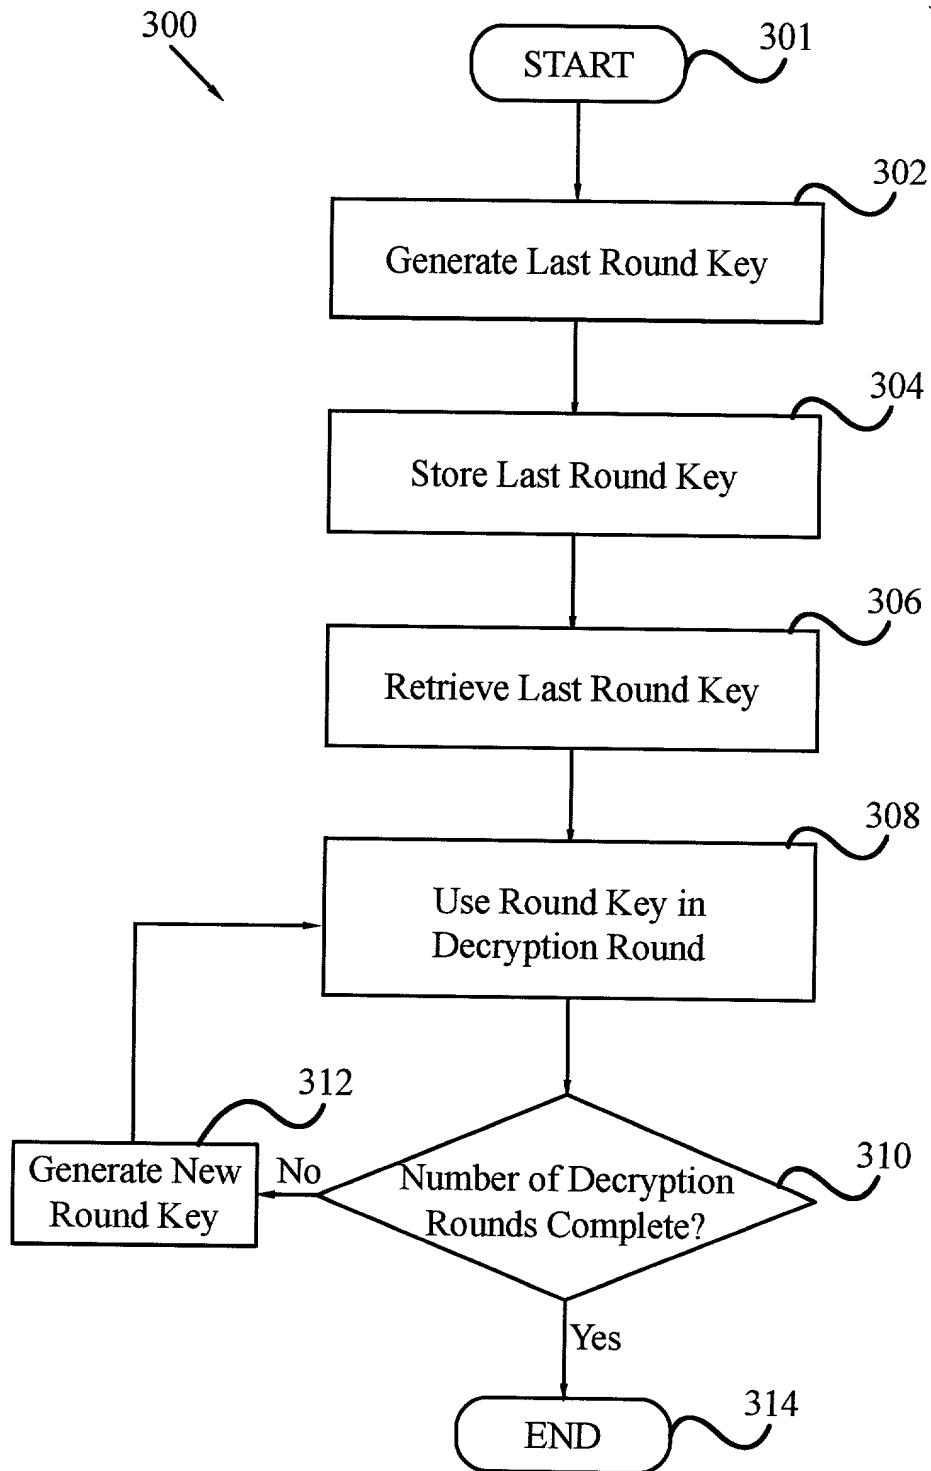 300
START
301
302
Generate Last Round Key
304
Store Last Round Key
306
Retrieve Last Round Key
308
Use Round Key in
Decryption Round
312
Generate New
Round Key
No
Number of Decryption
Rounds Complete?
310
Yes
END
314